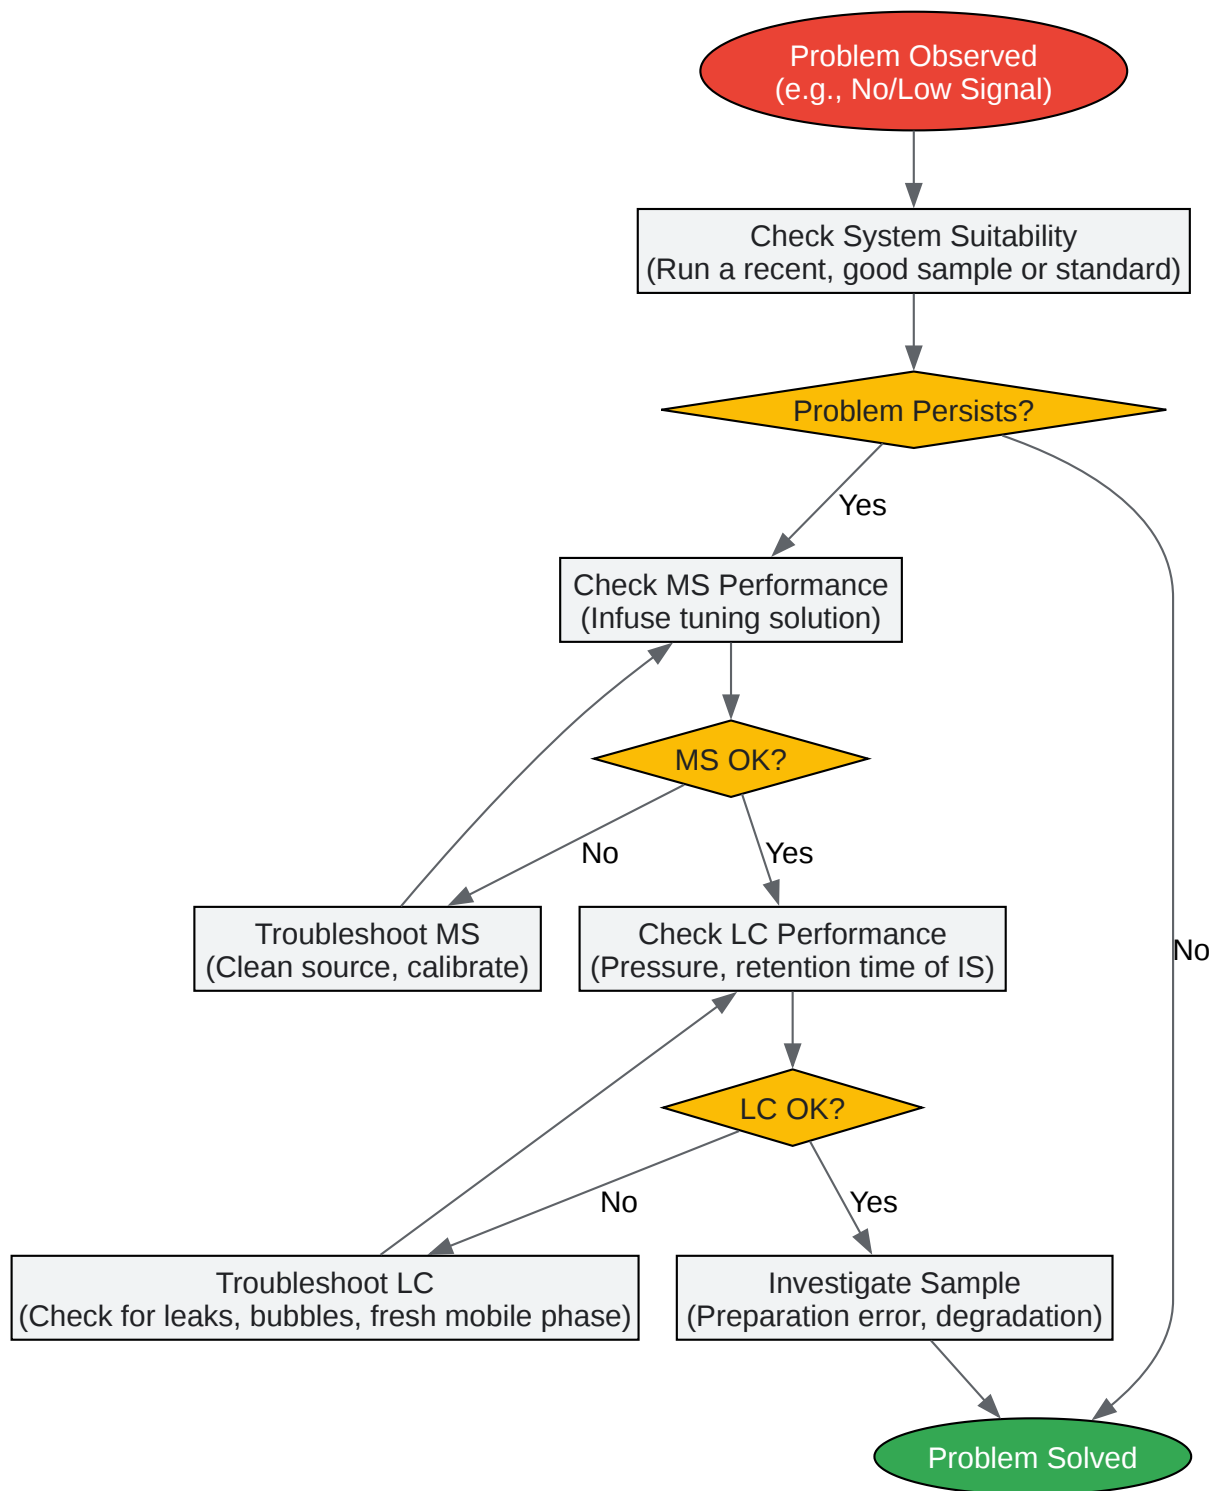 Problem Observed
(e.g., No/Low Signal)
Check System Suitability
(Run a recent, good sample or standard)
Problem Persists?
Yes
Check MS Performance
(Infuse tuning solution)
MS OK?
No
Yes
Troubleshoot MS
(Clean source, calibrate)
Check LC Performance
(Pressure, retention time of IS)
No
LC OK?
No
Yes
Troubleshoot LC
(Check for leaks, bubbles, fresh mobile phase)
Investigate Sample
(Preparation error, degradation)
Problem Solved